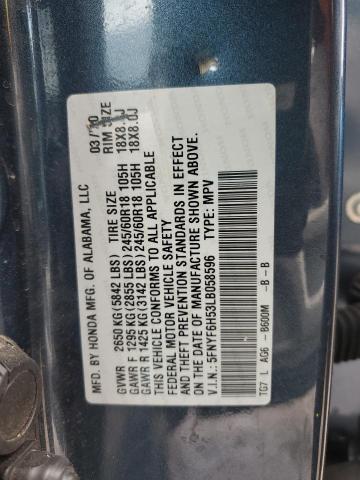 MFD. BY HONDA MFG. OF ALABAMA, LLC 03/20
GVWR 2650 KG (5842 LBS) TIRE SIZE RIM SIZE
GAWR F 1295 KG (2855 LBS) 245/60R18 105H 18X8.0J
GAWR R 1425 KG (3142 LBS) 245/60R18 105H 18X8.0J
THIS VEHICLE CONFORMS TO ALL APPLICABLE
FEDERAL MOTOR VEHICLE SAFETY
AND THEFT PREVENTION STANDARDS IN EFFECT
ON THE DATE OF MANUFACTURE SHOWN ABOVE.
V.I.N.: 5FNYF6H53LB058596 TYPE: MPV
TG7 L AG6 - B600M -B-B